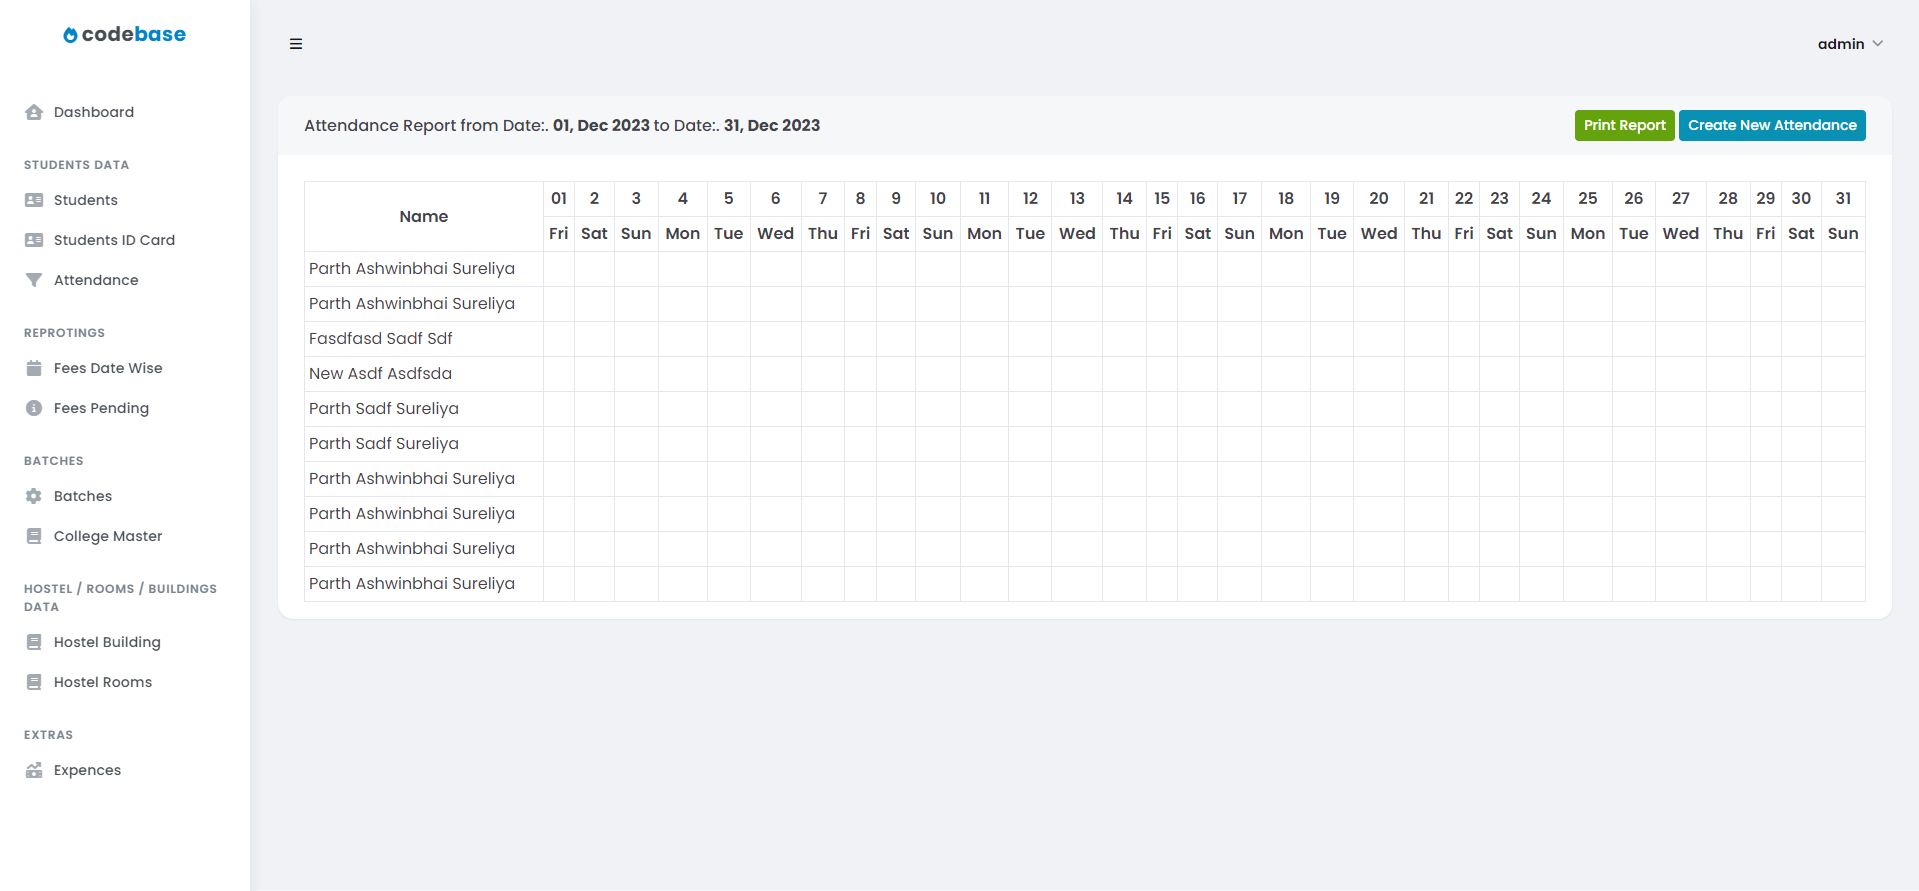 codebase
admin
Dashboard
STUDENTS DATA
Students
Students ID Card
Attendance
REPROTINGS
Fees Date Wise
Fees Pending
BATCHES
Batches
College Master
HOSTEL / ROOMS / BUILDINGS
DATA
Hostel Building
Hostel Rooms
EXTRAS
Expences
Attendance Report from Date:. 01, Dec 2023 to Date:. 31, Dec 2023
Print Report Create New Attendance
Name 01 2 3 4 5 6 7 8 9 10 11 12 13 14 15 16 17 18 19 20 21 22 23 24 25 26 27 28 29 30 31
Fri Sat Sun Mon Tue Wed Thu Fri Sat Sun Mon Tue Wed Thu Fri Sat Sun Mon Tue Wed Thu Fri Sat Sun Mon Tue Wed Thu Fri Sat Sun
Parth Ashwinbhai Sureliya
Parth Ashwinbhai Sureliya
Fasdfasd Sadf Sdf
New Asdf Asdfsda
Parth Sadf Sureliya
Parth Sadf Sureliya
Parth Ashwinbhai Sureliya
Parth Ashwinbhai Sureliya
Parth Ashwinbhai Sureliya
Parth Ashwinbhai Sureliya